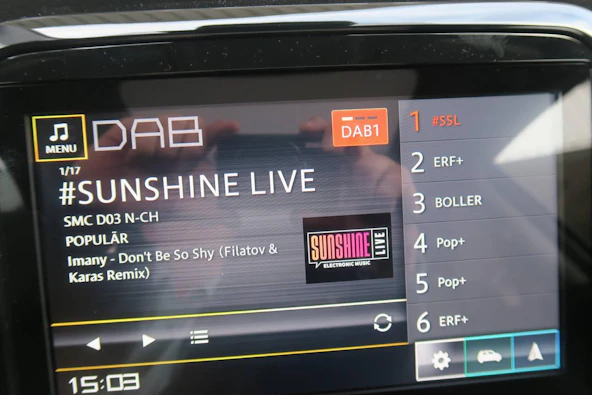 MENU
DAB
DAB1
1/17
#SUNSHINE LIVE
SMC D03 N-CH
POPULÄR
Imany - Don't Be So Shy (Filatov &
Karas Remix)
SUNSHINE
LIVE
ELECTRONIC MUSIC
15:03
1 #SSL
2 ERF+
3 BOLLER
4 Pop+
5 Pop+
6 ERF+